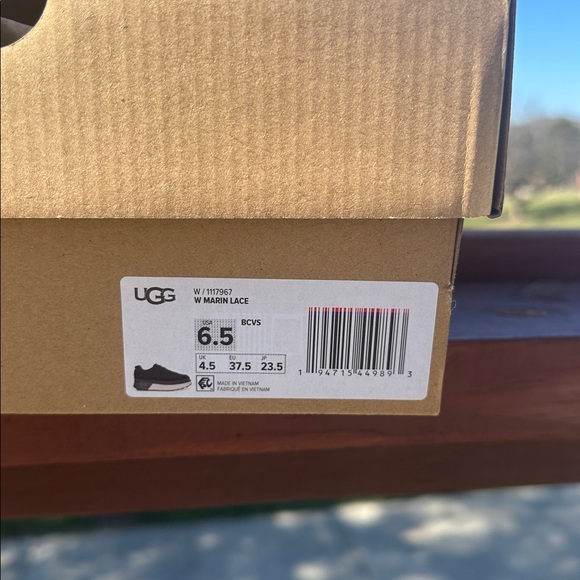 UGG
W / 1117967
W MARIN LACE
USA
BCVS
6.5
UK EU JP
4.5 37.5 23.5
MADE IN VIETNAM
FABRIQUÉ EN VIETNAM
1 94715 44989 3